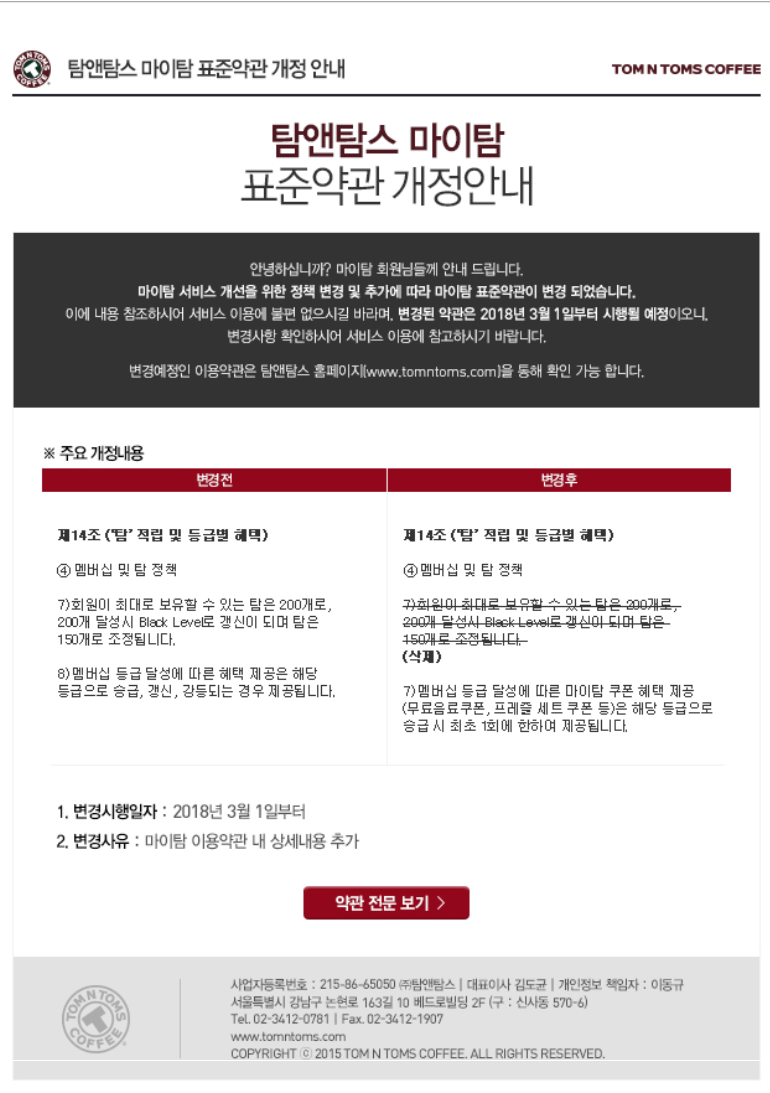 탐앤탐스 마이탐 표준약관 개정 안내
TOM N TOMS COFFEE
탐앤탐스 마이탐
표준약관 개정안내
안녕하십니까? 마이탐 회원님들께 안내 드립니다.
마이탐 서비스 개선을 위한 정책 변경 및 추가에 따라 마이탐 표준약관이 변경 되었습니다.
이에 내용 참조하시어 서비스 이용에 불편 없으시길 바라며, 변경된 약관은 2018년 3월 1일부터 시행될 예정이오니,
변경사항 확인하시어 서비스 이용에 참고하시기 바랍니다.
변경예정인 이용약관은 탐앤탐스 홈페이지(www.tomntoms.com)을 통해 확인 가능 합니다.
※ 주요 개정내용
변경전
변경후
제14조 ('탐' 적립 및 등급별 혜택)
④ 멤버십 및 탐 정책
7)회원이 최대로 보유할 수 있는 탐은 200개로,
200개 달성시 Black Level로 갱신이 되며 탐은
150개로 조정됩니다.
8)멤버십 등급 달성에 따른 혜택 제공은 해당
등급으로 승급, 갱신, 강등되는 경우 제공됩니다.
제14조 ('탐' 적립 및 등급별 혜택)
④ 멤버십 및 탐 정책
7)회원이 최대로 보유할 수 있는 탐은 200개로,
200개 달성시 Black Level로 갱신이 되며 탐은
150개로 조정됩니다.
(삭제)
7)멤버십 등급 달성에 따른 마이탐 쿠폰 혜택 제공
(무료음료쿠폰, 프레즐 세트 쿠폰 등)은 해당 등급으로
승급 시 최초 1회에 한하여 제공됩니다.
1. 변경시행일자 : 2018년 3월 1일부터
2. 변경사유 : 마이탐 이용약관 내 상세내용 추가
약관 전문 보기 >
TOM N TOMS COFFEE
사업자등록번호 : 215-86-65050 ㈜탐앤탐스 | 대표이사 김도균 | 개인정보 책임자 : 이동규
서울특별시 강남구 논현로 163길 10 베드로빌딩 2F (구 : 신사동 570-6)
Tel. 02-3412-0781 | Fax. 02-3412-1907
www.tomntoms.com
COPYRIGHT ⓒ 2015 TOM N TOMS COFFEE. ALL RIGHTS RESERVED.